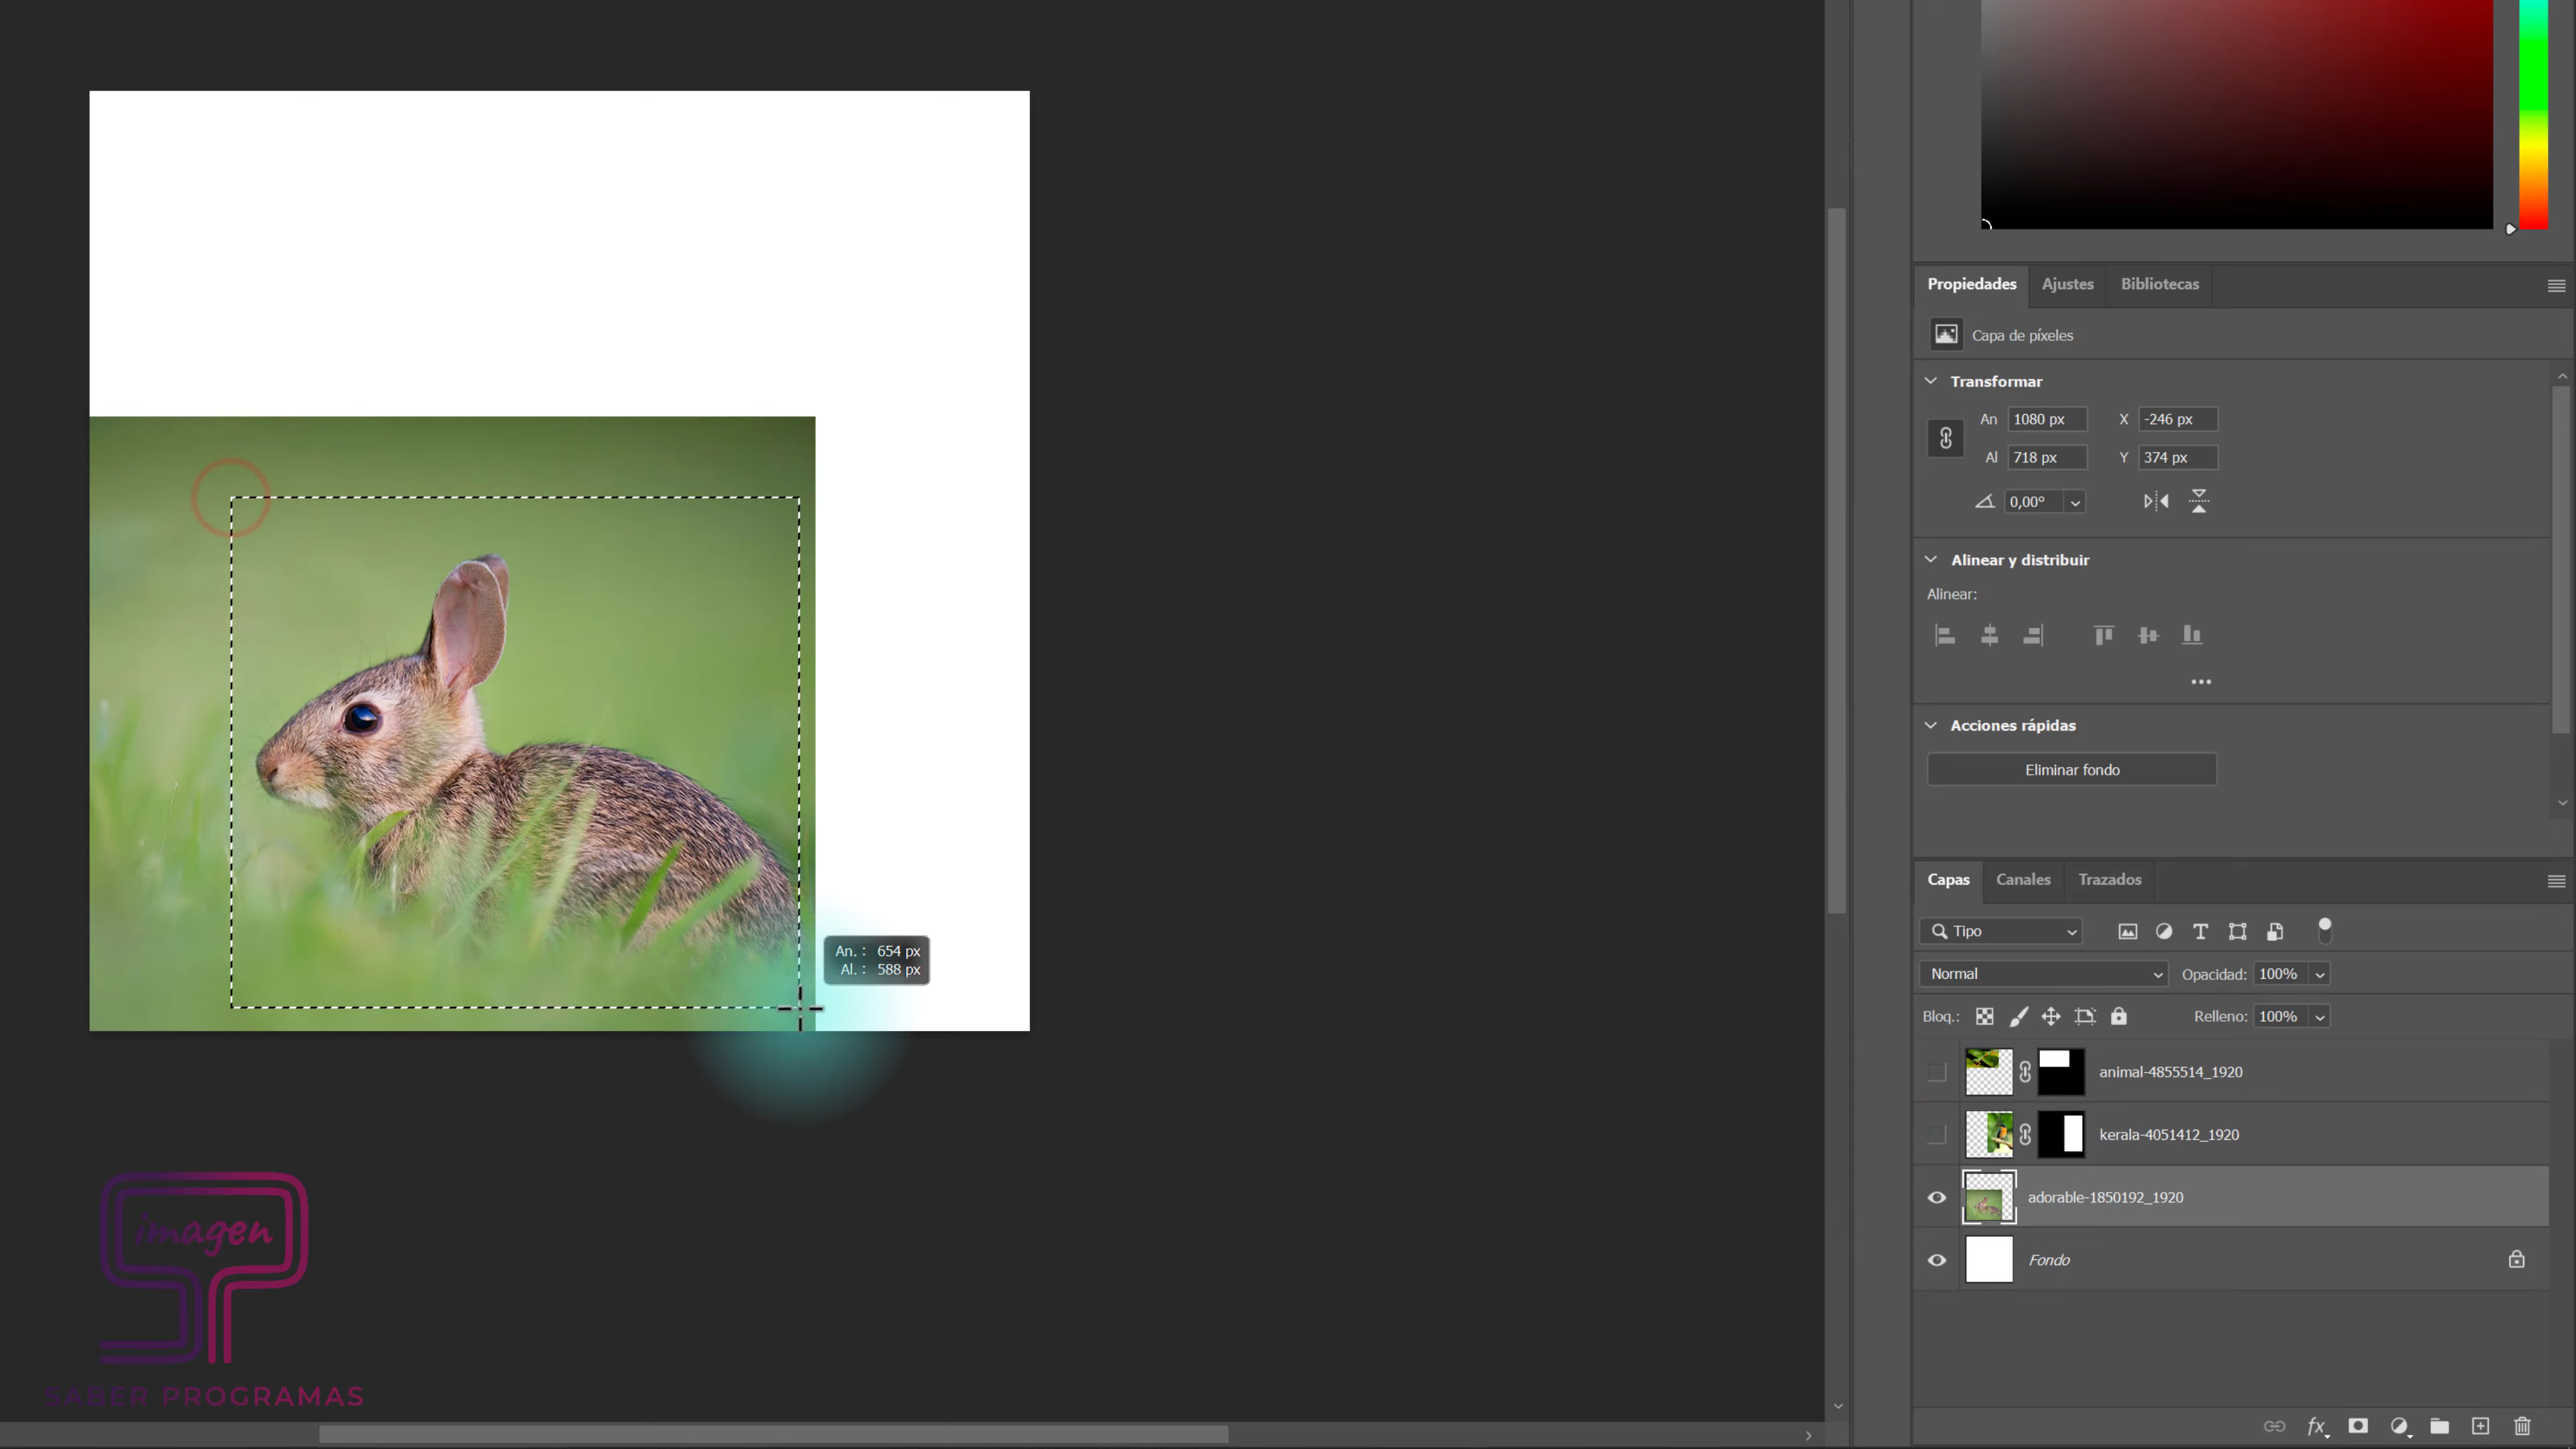 Propiedades
Ajustes
Bibliotecas
Capa de píxeles
Transformar
An 1080 px X -246 px
Al 718 px Y 374 px
0,00°
Alinear y distribuir
Alinear:
Acciones rápidas
Eliminar fondo
An. : 654 px
Al. : 588 px
Capas
Canales
Trazados
Tipo
Normal
Opacidad: 100%
Bloq.:
Relleno: 100%
animal-4855514_1920
kerala-4051412_1920
adorable-1850192_1920
Fondo
fx
imagen
SABER PROGRAMAS